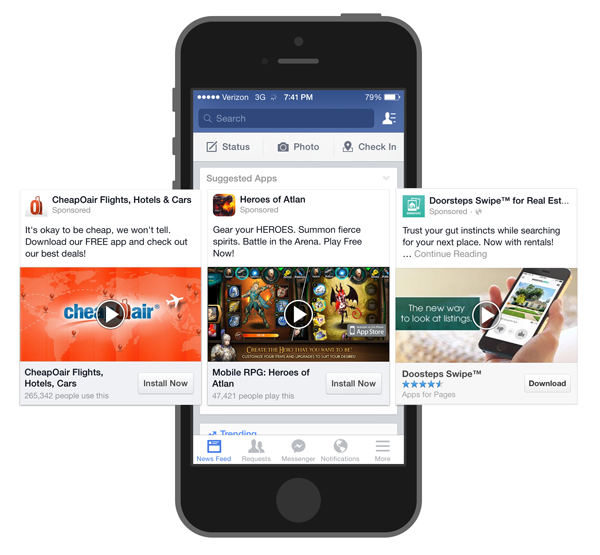 Verizon 3G 7:41 PM 79%
Search
Status Photo Check In
Suggested Apps
CheapOair Flights, Hotels & Cars
Sponsored
It's okay to be cheap, we won't tell.
Download our FREE app and check out
our best deals!
cheapOair®
CheapOair Flights,
Hotels, Cars
265,342 people use this
Install Now
Heroes of Atlan
Sponsored
Gear your HEROES. Summon fierce
spirits. Battle in the Arena. Play Free
Now!
App Store
CREATE THE HERO THAT YOU WANT TO BE!
CUSTOMIZE YOUR ITEMS AND UPGRADES TO SUIT YOUR DESIRES!
Mobile RPG: Heroes of
Atlan
47,421 people play this
Install Now
Doorsteps Swipe™ for Real Est...
Sponsored ·
Trust your gut instincts while searching
for your next place. Now with rentals!
... Continue Reading
The new way
to look at listings.
Doosteps Swipe™
Apps for Pages
Download
Trending
News Feed Requests Messenger Notifications More